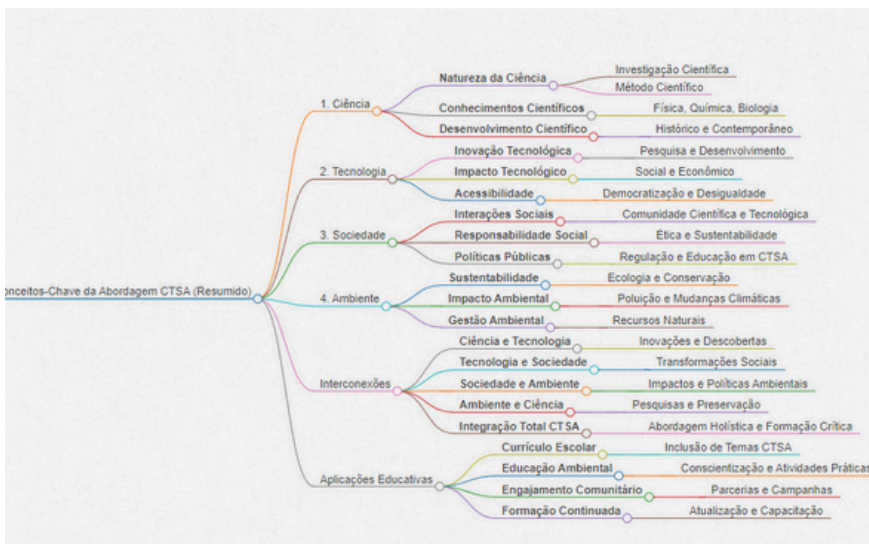 onceitos-Chave da Abordagem CTSA (Resumido)
1. Ciência
Natureza da Ciência
Investigação Científica
Método Científico
Conhecimentos Científicos
Física, Química, Biologia
Desenvolvimento Científico
Histórico e Contemporâneo
2. Tecnologia
Inovação Tecnológica
Pesquisa e Desenvolvimento
Impacto Tecnológico
Social e Econômico
Acessibilidade
Democratização e Desigualdade
3. Sociedade
Interações Sociais
Comunidade Científica e Tecnológica
Responsabilidade Social
Ética e Sustentabilidade
Políticas Públicas
Regulação e Educação em CTSA
4. Ambiente
Sustentabilidade
Ecologia e Conservação
Impacto Ambiental
Poluição e Mudanças Climáticas
Gestão Ambiental
Recursos Naturais
Interconexões
Ciência e Tecnologia
Inovações e Descobertas
Tecnologia e Sociedade
Transformações Sociais
Sociedade e Ambiente
Impactos e Políticas Ambientais
Ambiente e Ciência
Pesquisas e Preservação
Integração Total CTSA
Abordagem Holística e Formação Crítica
Aplicações Educativas
Currículo Escolar
Inclusão de Temas CTSA
Educação Ambiental
Conscientização e Atividades Práticas
Engajamento Comunitário
Parcerias e Campanhas
Formação Continuada
Atualização e Capacitação